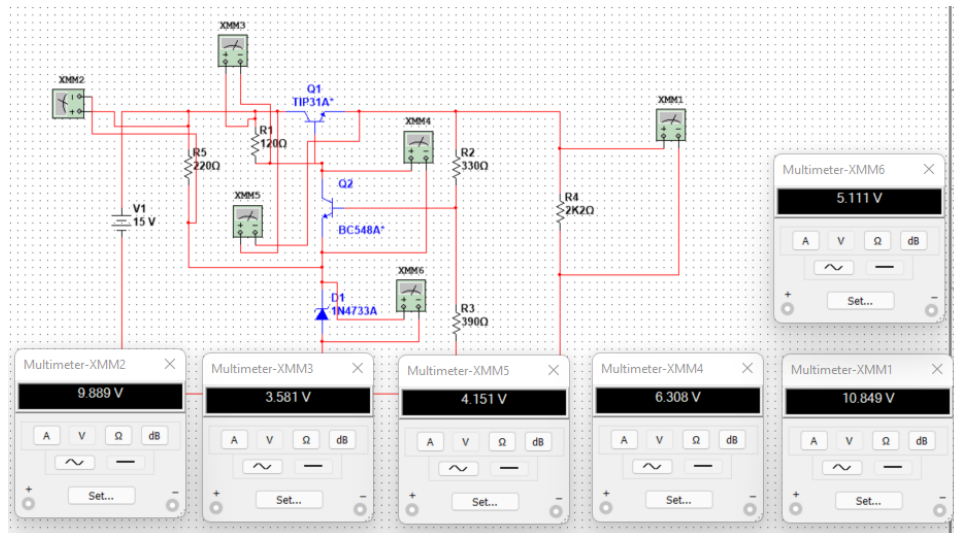 XMM3
XMM2
Q1
TIP31A*
XMM1
R1
120Ω
XMM4
R5
220Ω
R2
330Ω
Q2
XMM5
R4
2K2Ω
V1
15 V
BC548A*
XMM6
D1
1N4733A
R3
390Ω
Multimeter-XMM6
5.111 V
A V Ω dB
+ Set... −
Multimeter-XMM2
9.889 V
A V Ω dB
+ Set... −
Multimeter-XMM3
3.581 V
A V Ω dB
+ Set... −
Multimeter-XMM5
4.151 V
A V Ω dB
+ Set... −
Multimeter-XMM4
6.308 V
A V Ω dB
+ Set... −
Multimeter-XMM1
10.849 V
A V Ω dB
+ Set... −